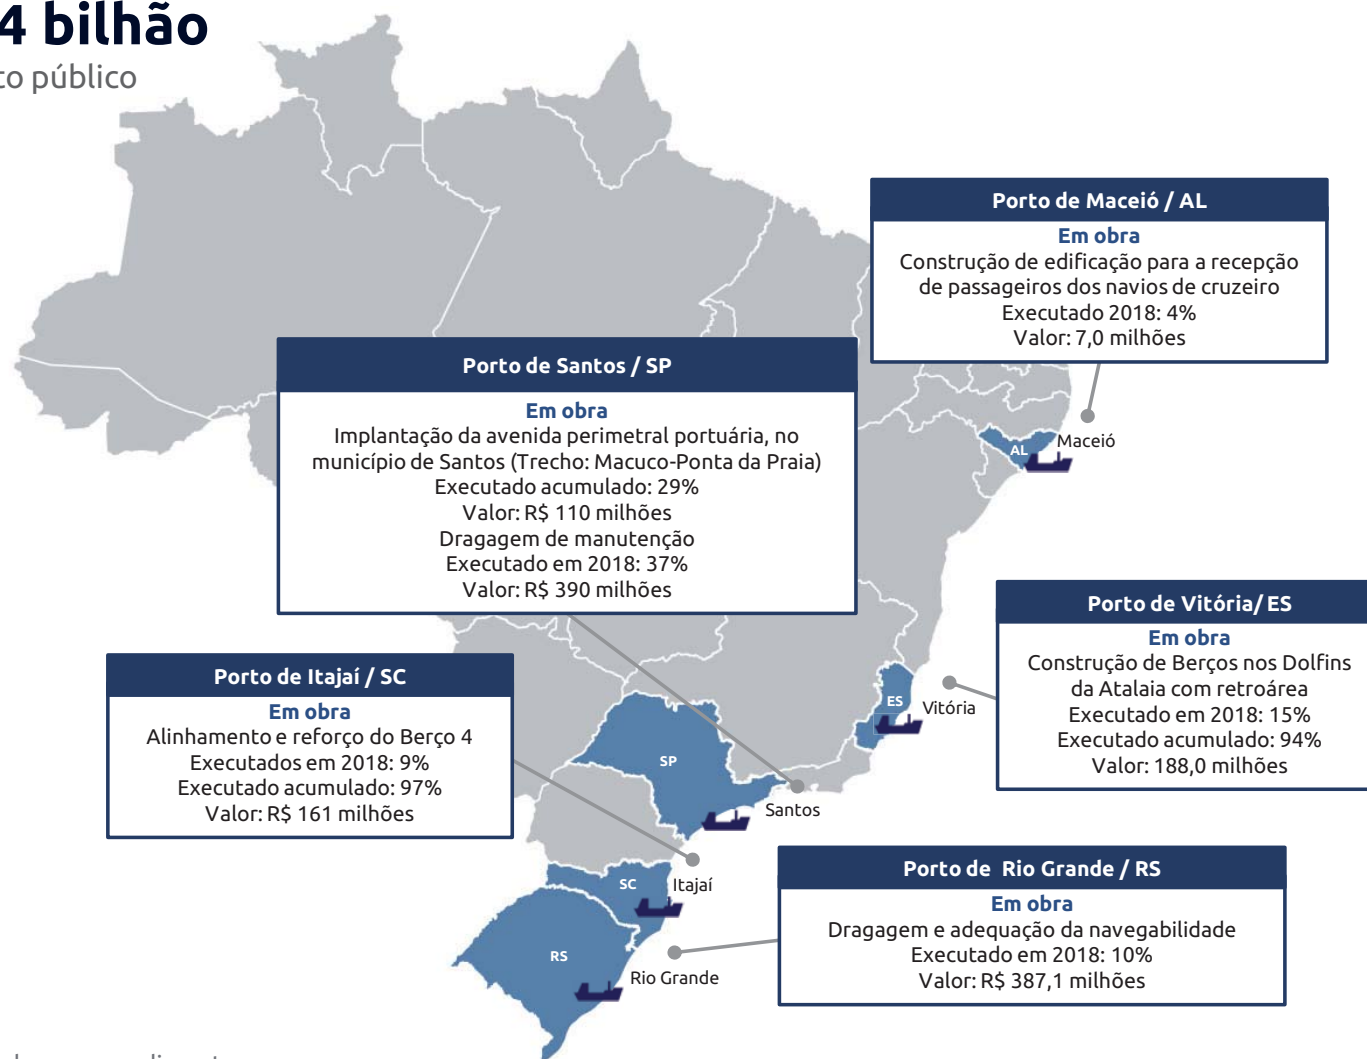 4 bilhão
to público
Porto de Maceió / AL
Em obra
Construção de edificação para a recepção
de passageiros dos navios de cruzeiro
Executado 2018: 4%
Valor: 7,0 milhões
Porto de Santos / SP
Em obra
Implantação da avenida perimetral portuária, no
município de Santos (Trecho: Macuco-Ponta da Praia)
Executado acumulado: 29%
Valor: R$ 110 milhões
Dragagem de manutenção
Executado em 2018: 37%
Valor: R$ 390 milhões
AL
Maceió
Porto de Vitória/ ES
Em obra
Construção de Berços nos Dolfins
da Atalaia com retroárea
Executado em 2018: 15%
Executado acumulado: 94%
Valor: 188,0 milhões
Porto de Itajaí / SC
Em obra
Alinhamento e reforço do Berço 4
Executados em 2018: 9%
Executado acumulado: 97%
Valor: R$ 161 milhões
ES
Vitória
SP
Santos
SC
Itajaí
RS
Rio Grande
Porto de Rio Grande / RS
Em obra
Dragagem e adequação da navegabilidade
Executado em 2018: 10%
Valor: R$ 387,1 milhões